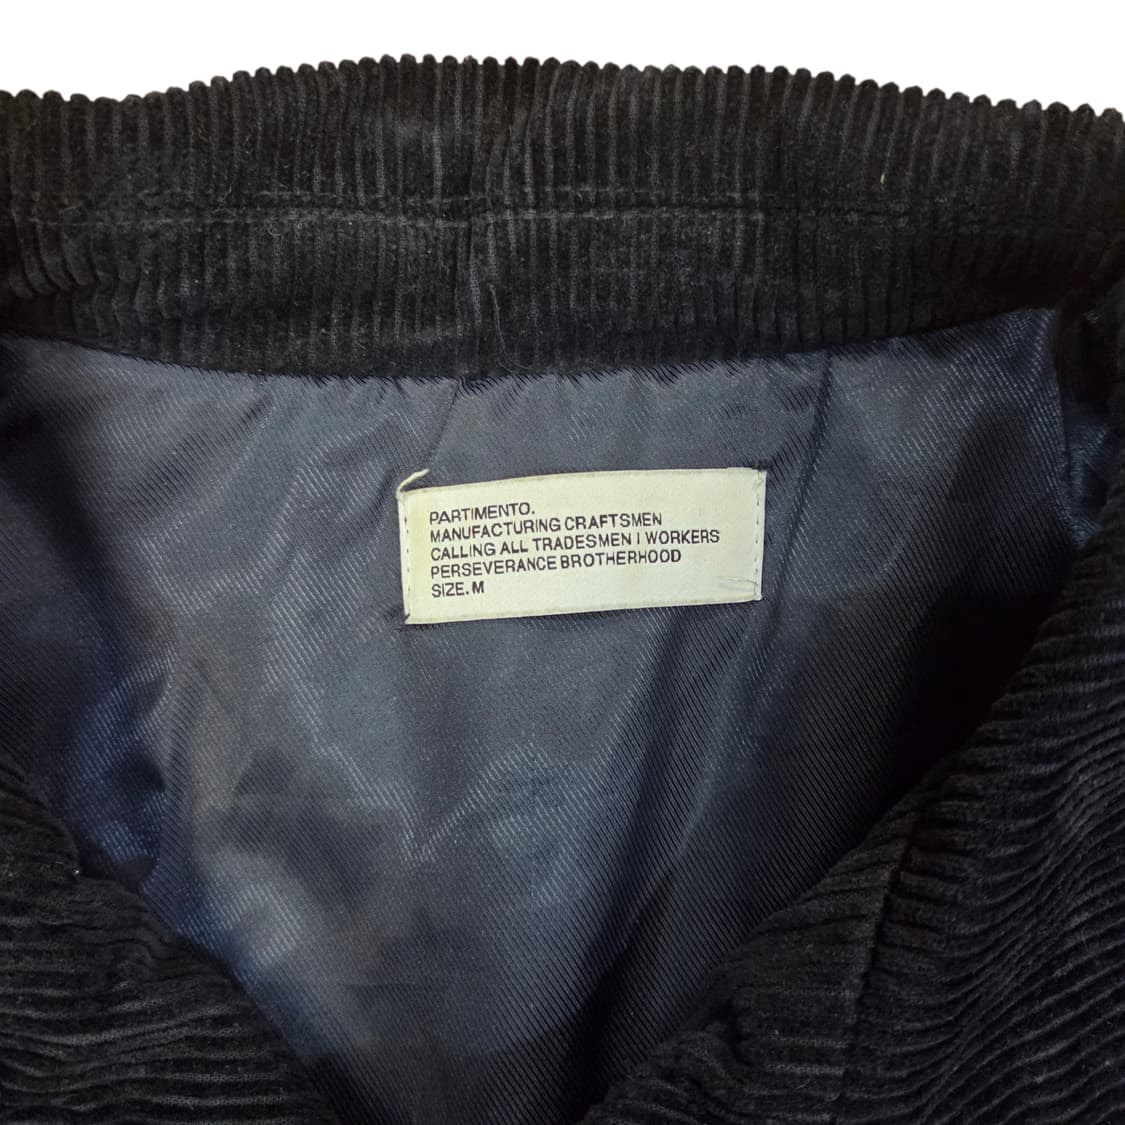 PARTIMENTO.
MANUFACTURING CRAFTSMEN
CALLING ALL TRADESMEN I WORKERS
PERSEVERANCE BROTHERHOOD
SIZE. M